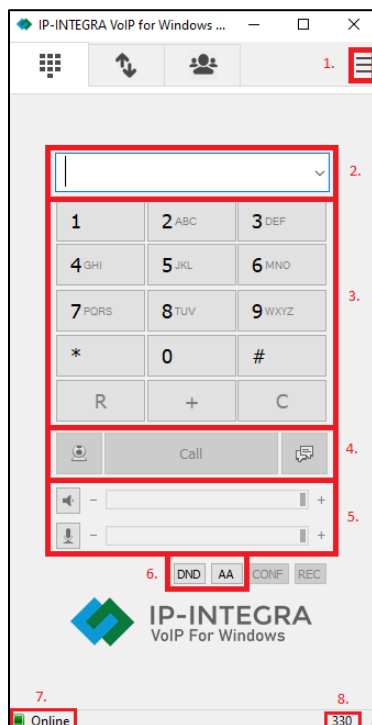 IP-INTEGRA VoIP for Windows ...
1.
2.
1 2 ABC 3 DEF
4 GHI 5 JKL 6 MNO
3.
7 PQRS 8 TUV 9 WXYZ
* 0 #
R + C
Call 4.
- +
5.
- +
6. DND AA CONF REC
IP-INTEGRA
VoIP For Windows
7. 8.
Online 330